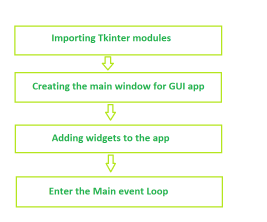 Importing Tkinter modules
Creating the main window for GUI app
Adding widgets to the app
Enter the Main event Loop